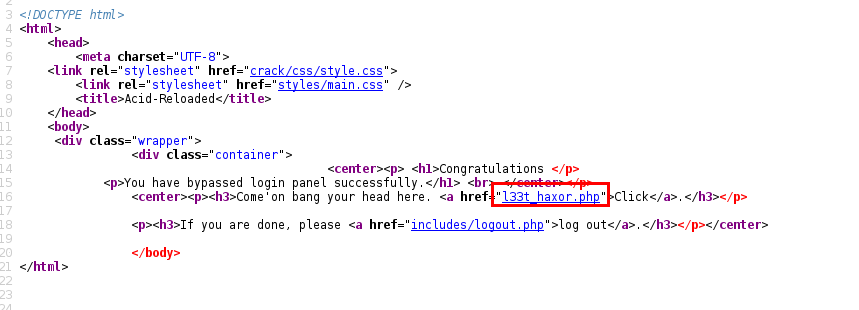 2
3 <!DOCTYPE html>
4 <html>
5 <head>
6 <meta charset="UTF-8">
7 <link rel="stylesheet" href="crack/css/style.css">
8 <link rel="stylesheet" href="styles/main.css" />
9 <title>Acid-Reloaded</title>
10 </head>
11 <body>
12 <div class="wrapper">
13 <div class="container">
14 <center><p> <h1>Congratulations </p>
15 <p>You have bypassed login panel successfully.</h1> <br> </center></p>
16 <center><p><h3>Come'on bang your head here. <a href="l33t_haxor.php">Click</a>.</h3></p>
17
18 <p><h3>If you are done, please <a href="includes/logout.php">log out</a>.</h3></p></center>
19
20 </body>
21 </html>
22
23
24